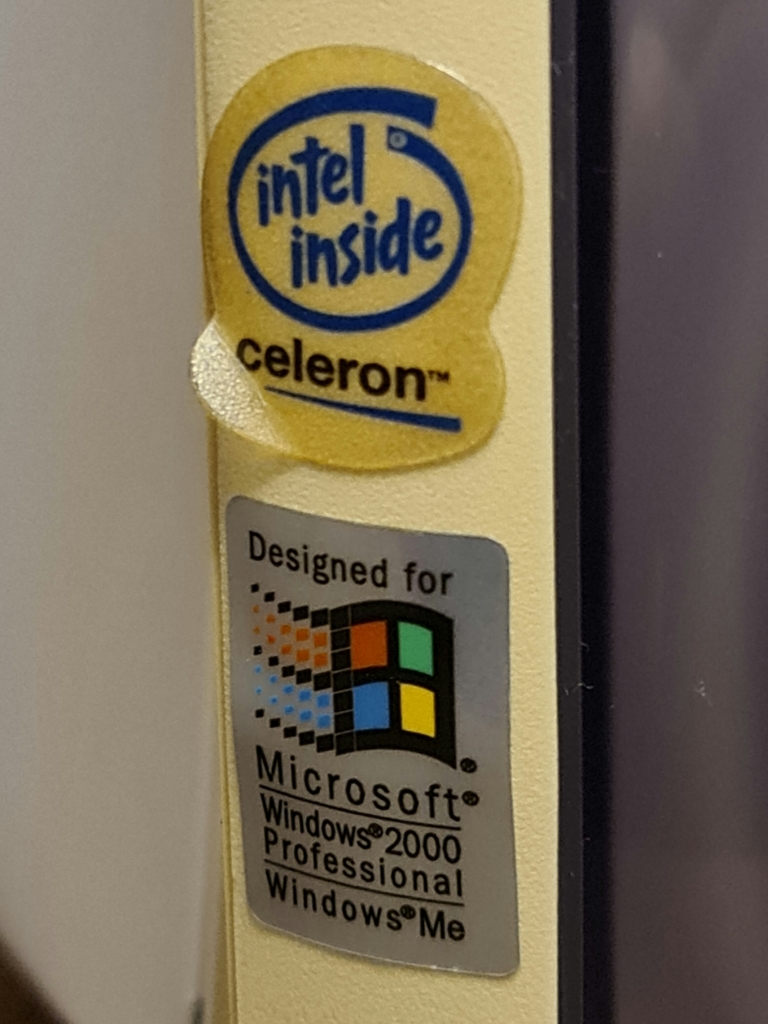 intel®
inside
celeron™
Designed for
®
Microsoft®
Windows®2000
Professional
Windows®Me